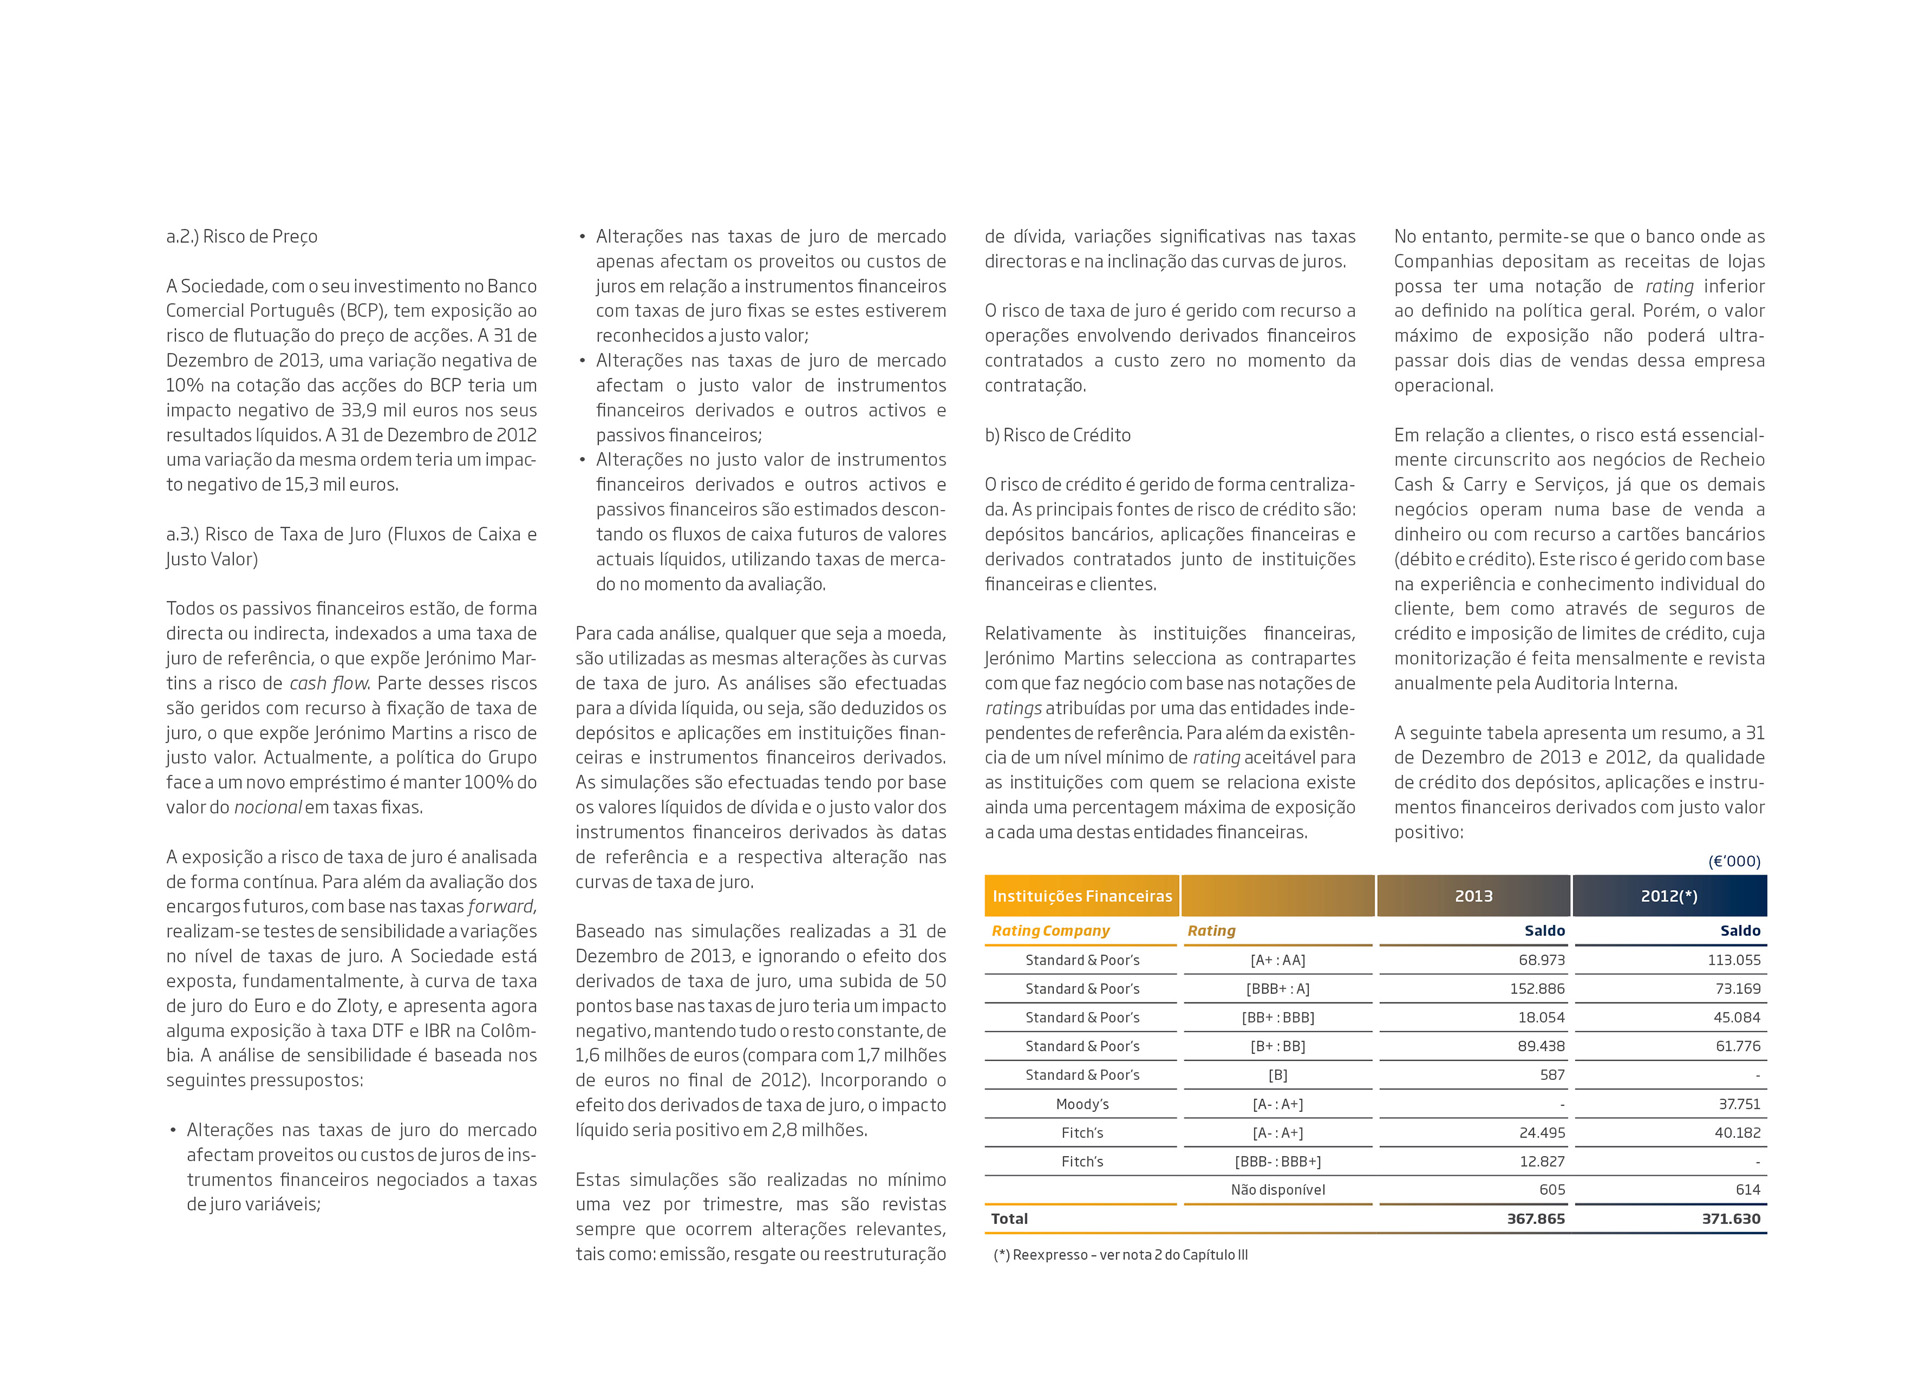 a.2.) Risco de Preço
A Sociedade, com o seu investimento no Banco
Comercial Português (BCP), tem exposição ao
risco de flutuação do preço de acções. A 31 de
Dezembro de 2013, uma variação negativa de
10% na cotação das acções do BCP teria um
impacto negativo de 33,9 mil euros nos seus
resultados líquidos. A 31 de Dezembro de 2012
uma variação da mesma ordem teria um impac-
to negativo de 15,3 mil euros.
a.3.) Risco de Taxa de Juro (Fluxos de Caixa e
Justo Valor)
Todos os passivos financeiros estão, de forma
directa ou indirecta, indexados a uma taxa de
juro de referência, o que expõe Jerónimo Mar-
tins a risco de cash flow. Parte desses riscos
são geridos com recurso à fixação de taxa de
juro, o que expõe Jerónimo Martins a risco de
justo valor. Actualmente, a política do Grupo
face a um novo empréstimo é manter 100% do
valor do nocional em taxas fixas.
A exposição a risco de taxa de juro é analisada
de forma contínua. Para além da avaliação dos
encargos futuros, com base nas taxas forward,
realizam-se testes de sensibilidade a variações
no nível de taxas de juro. A Sociedade está
exposta, fundamentalmente, à curva de taxa
de juro do Euro e do Zloty, e apresenta agora
alguma exposição à taxa DTF e IBR na Colôm-
bia. A análise de sensibilidade é baseada nos
seguintes pressupostos:
• Alterações nas taxas de juro do mercado
afectam proveitos ou custos de juros de ins-
trumentos financeiros negociados a taxas
de juro variáveis;
• Alterações nas taxas de juro de mercado
apenas afectam os proveitos ou custos de
juros em relação a instrumentos financeiros
com taxas de juro fixas se estes estiverem
reconhecidos a justo valor;
• Alterações nas taxas de juro de mercado
afectam o justo valor de instrumentos
financeiros derivados e outros activos e
passivos financeiros;
• Alterações no justo valor de instrumentos
financeiros derivados e outros activos e
passivos financeiros são estimados descon-
tando os fluxos de caixa futuros de valores
actuais líquidos, utilizando taxas de merca-
do no momento da avaliação.
Para cada análise, qualquer que seja a moeda,
são utilizadas as mesmas alterações às curvas
de taxa de juro. As análises são efectuadas
para a dívida líquida, ou seja, são deduzidos os
depósitos e aplicações em instituições finan-
ceiras e instrumentos financeiros derivados.
As simulações são efectuadas tendo por base
os valores líquidos de dívida e o justo valor dos
instrumentos financeiros derivados às datas
de referência e a respectiva alteração nas
curvas de taxa de juro.
Baseado nas simulações realizadas a 31 de
Dezembro de 2013, e ignorando o efeito dos
derivados de taxa de juro, uma subida de 50
pontos base nas taxas de juro teria um impacto
negativo, mantendo tudo o resto constante, de
1,6 milhões de euros (compara com 1,7 milhões
de euros no final de 2012). Incorporando o
efeito dos derivados de taxa de juro, o impacto
líquido seria positivo em 2,8 milhões.
Estas simulações são realizadas no mínimo
uma vez por trimestre, mas são revistas
sempre que ocorrem alterações relevantes,
tais como: emissão, resgate ou reestruturação
de dívida, variações significativas nas taxas
directoras e na inclinação das curvas de juros.
O risco de taxa de juro é gerido com recurso a
operações envolvendo derivados financeiros
contratados a custo zero no momento da
contratação.
b) Risco de Crédito
O risco de crédito é gerido de forma centraliza-
da. As principais fontes de risco de crédito são:
depósitos bancários, aplicações financeiras e
derivados contratados junto de instituições
financeiras e clientes.
Relativamente às instituições financeiras,
Jerónimo Martins selecciona as contrapartes
com que faz negócio com base nas notações de
ratings atribuídas por uma das entidades inde-
pendentes de referência. Para além da existên-
cia de um nível mínimo de rating aceitável para
as instituições com quem se relaciona existe
ainda uma percentagem máxima de exposição
a cada uma destas entidades financeiras.
No entanto, permite-se que o banco onde as
Companhias depositam as receitas de lojas
possa ter uma notação de rating inferior
ao definido na política geral. Porém, o valor
máximo de exposição não poderá ultra-
passar dois dias de vendas dessa empresa
operacional.
Em relação a clientes, o risco está essencial-
mente circunscrito aos negócios de Recheio
Cash & Carry e Serviços, já que os demais
negócios operam numa base de venda a
dinheiro ou com recurso a cartões bancários
(débito e crédito). Este risco é gerido com base
na experiência e conhecimento individual do
cliente, bem como através de seguros de
crédito e imposição de limites de crédito, cuja
monitorização é feita mensalmente e revista
anualmente pela Auditoria Interna.
A seguinte tabela apresenta um resumo, a 31
de Dezembro de 2013 e 2012, da qualidade
de crédito dos depósitos, aplicações e instru-
mentos financeiros derivados com justo valor
positivo:
(€'000)
Instituições Financeiras 2013 2012(*)
Rating Company Rating Saldo Saldo
Standard & Poor's [A+ : AA] 68.973 113.055
Standard & Poor's [BBB+ : A] 152.886 73.169
Standard & Poor's [BB+ : BBB] 18.054 45.084
Standard & Poor's [B+ : BB] 89.438 61.776
Standard & Poor's [B] 587 -
Moody's [A- : A+] - 37.751
Fitch's [A- : A+] 24.495 40.182
Fitch's [BBB- : BBB+] 12.827 -
Não disponível 605 614
Total 367.865 371.630
(*) Reexpresso – ver nota 2 do Capítulo III